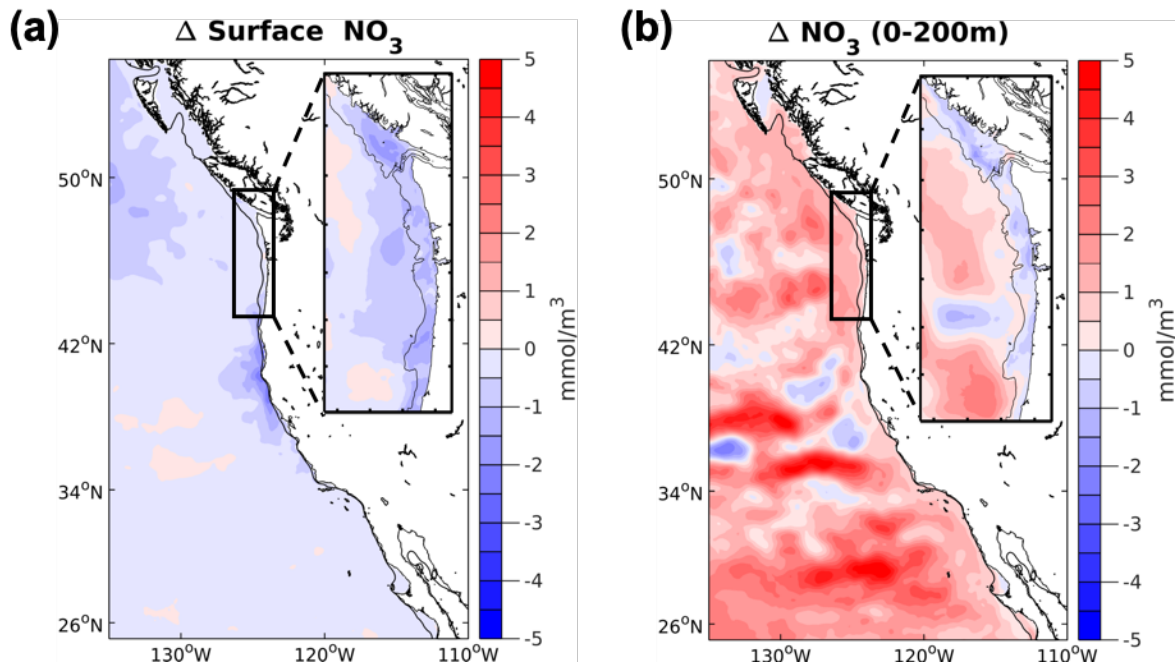 (a)
Δ Surface NO3
50°N
42°N
34°N
26°N
130°W
120°W
110°W
5
4
3
2
1
0
-1
-2
-3
-4
-5
mmol/m3
(b)
Δ NO3 (0-200m)
50°N
42°N
34°N
26°N
130°W
120°W
110°W
5
4
3
2
1
0
-1
-2
-3
-4
-5
mmol/m3